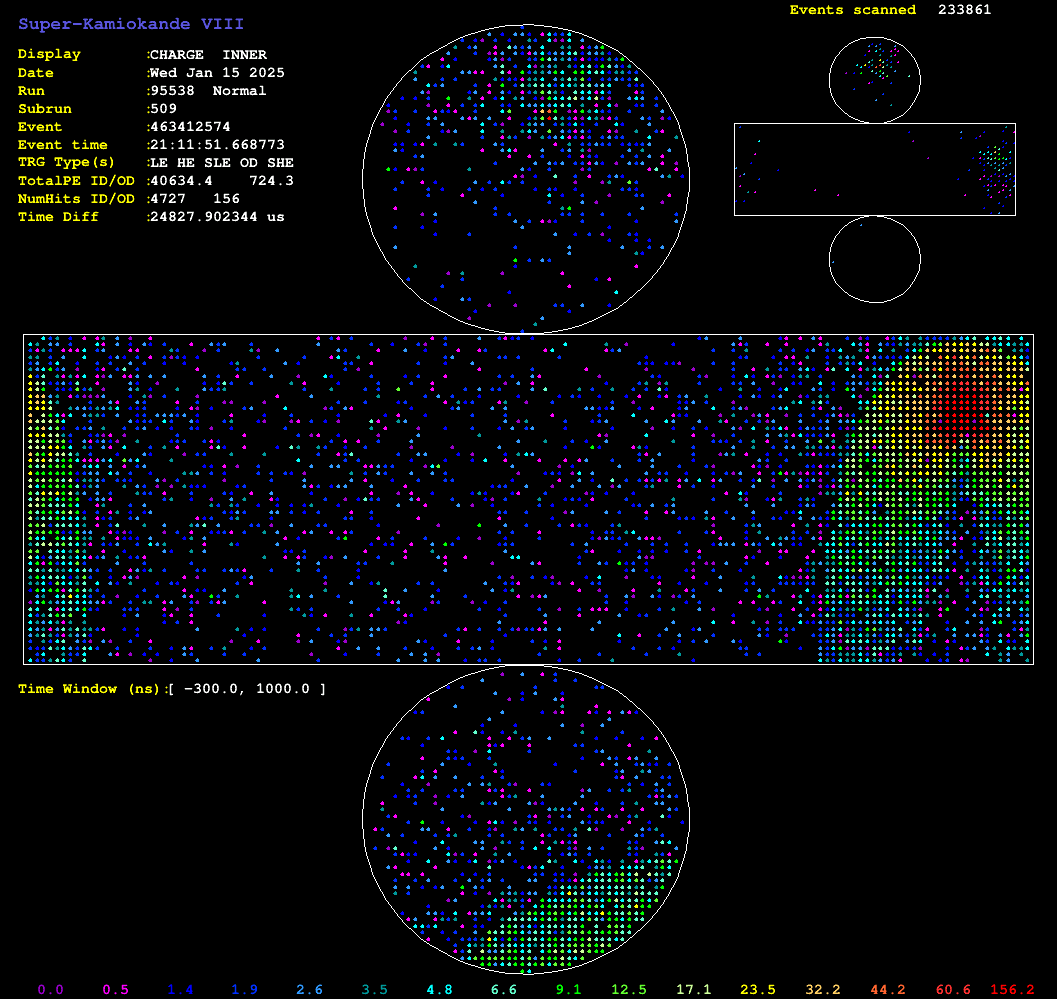 Super-Kamiokande VIII
Events scanned 233861
Display :CHARGE INNER
Date :Wed Jan 15 2025
Run :95538 Normal
Subrun :509
Event :463412574
Event time :21:11:51.668773
TRG Type(s) :LE HE SLE OD SHE
TotalPE ID/OD :40634.4 724.3
NumHits ID/OD :4727 156
Time Diff :24827.902344 us
Time Window (ns):[ -300.0, 1000.0 ]
0.0 0.5 1.4 1.9 2.6 3.5 4.8 6.6 9.1 12.5 17.1 23.5 32.2 44.2 60.6 156.2